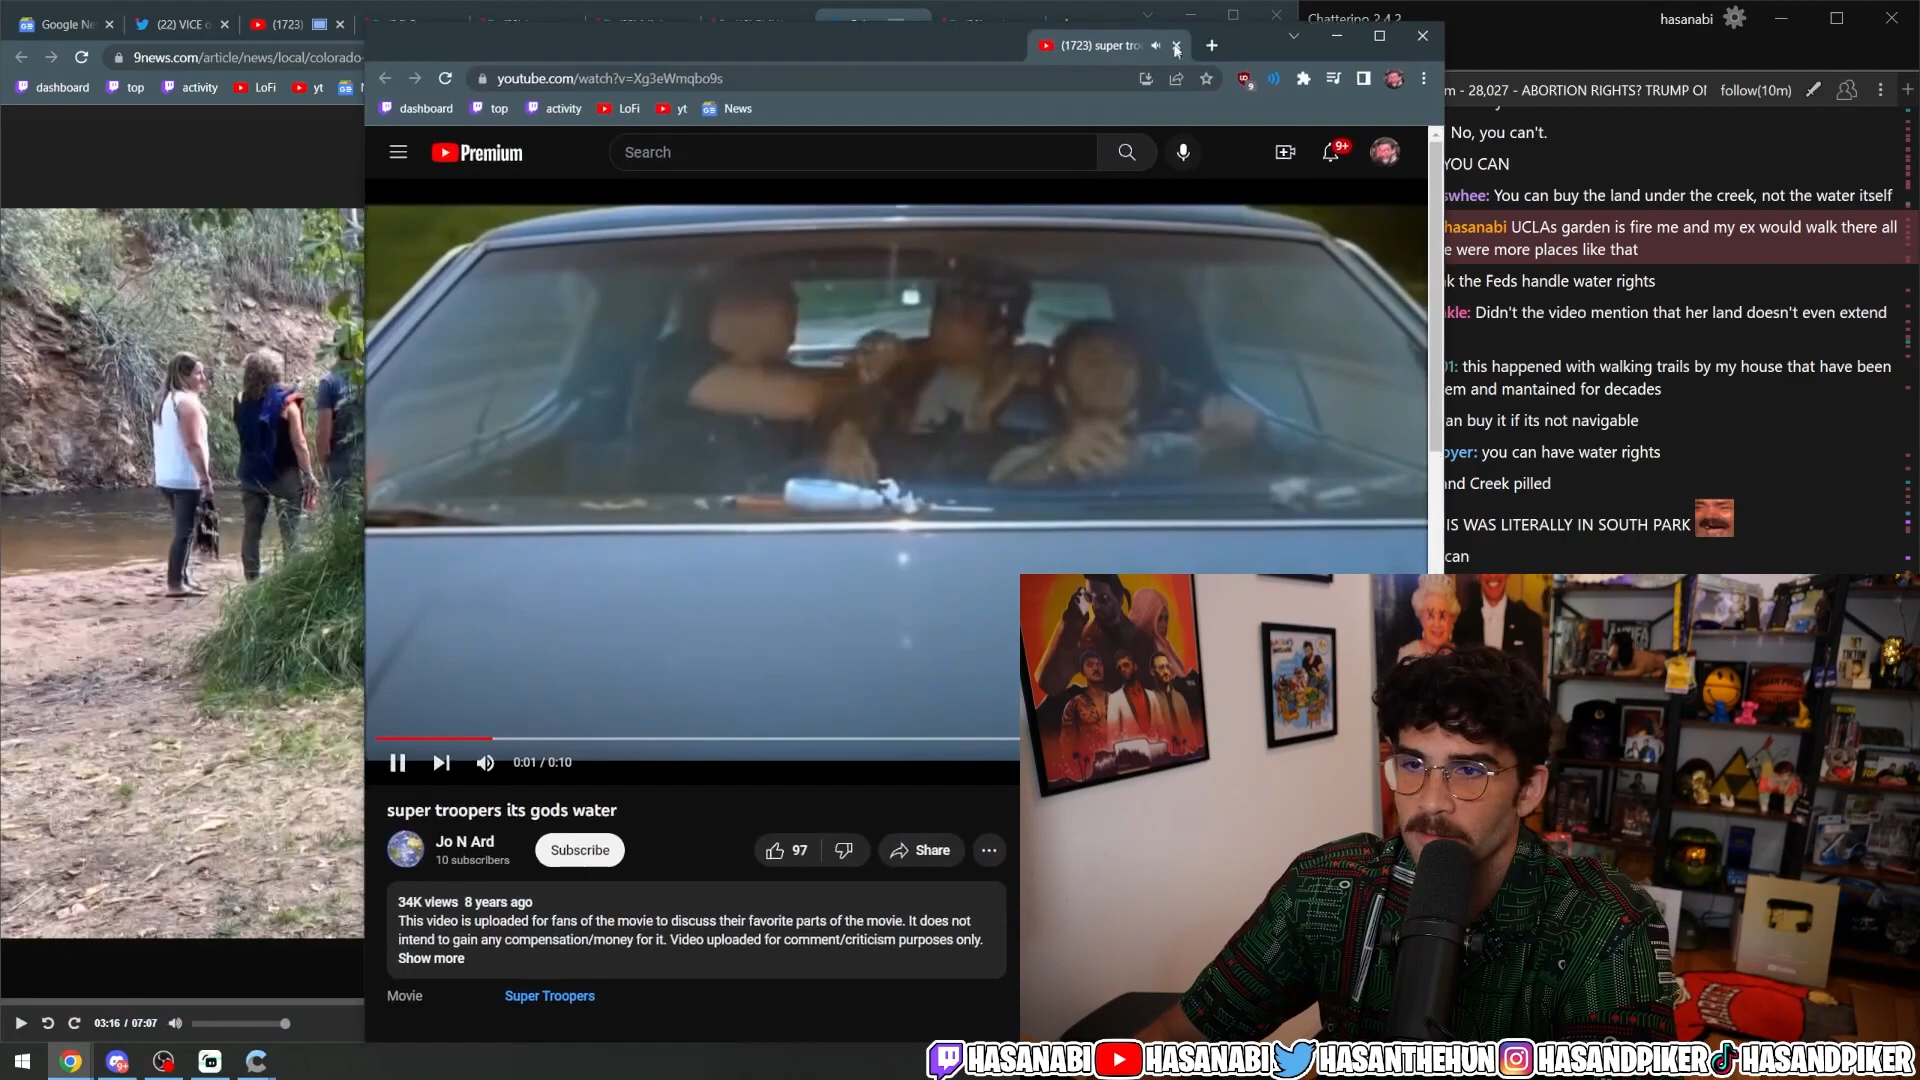 Google Ne
(22) VICE o
(1723)
(1723) super tro
Chatterino 2.4.2
hasanabi
9news.com/article/news/local/colorado-
youtube.com/watch?v=Xg3eWmqbo9s
dashboard top activity LoFi yt
dashboard top activity LoFi yt News
Premium
Search
9+
m - 28,027 - ABORTION RIGHTS? TRUMP O
follow(10m)
No, you can't.
YOU CAN
swhee: You can buy the land under the creek, not the water itself
hasanabi UCLAs garden is fire me and my ex would walk there all
e were more places like that
k the Feds handle water rights
kle: Didn't the video mention that her land doesn't even extend
01: this happened with walking trails by my house that have been
em and mantained for decades
an buy it if its not navigable
oyer: you can have water rights
nd Creek pilled
IS WAS LITERALLY IN SOUTH PARK
can
0:01 / 0:10
super troopers its gods water
Jo N Ard
10 subscribers
Subscribe
97
Share
34K views 8 years ago
This video is uploaded for fans of the movie to discuss their favorite parts of the movie. It does not
intend to gain any compensation/money for it. Video uploaded for comment/criticism purposes only.
Show more
Movie
Super Troopers
03:16 / 07:07
HASANABI HASANABI HASANTHEHUN HASANDPIKER HASANDPIKER